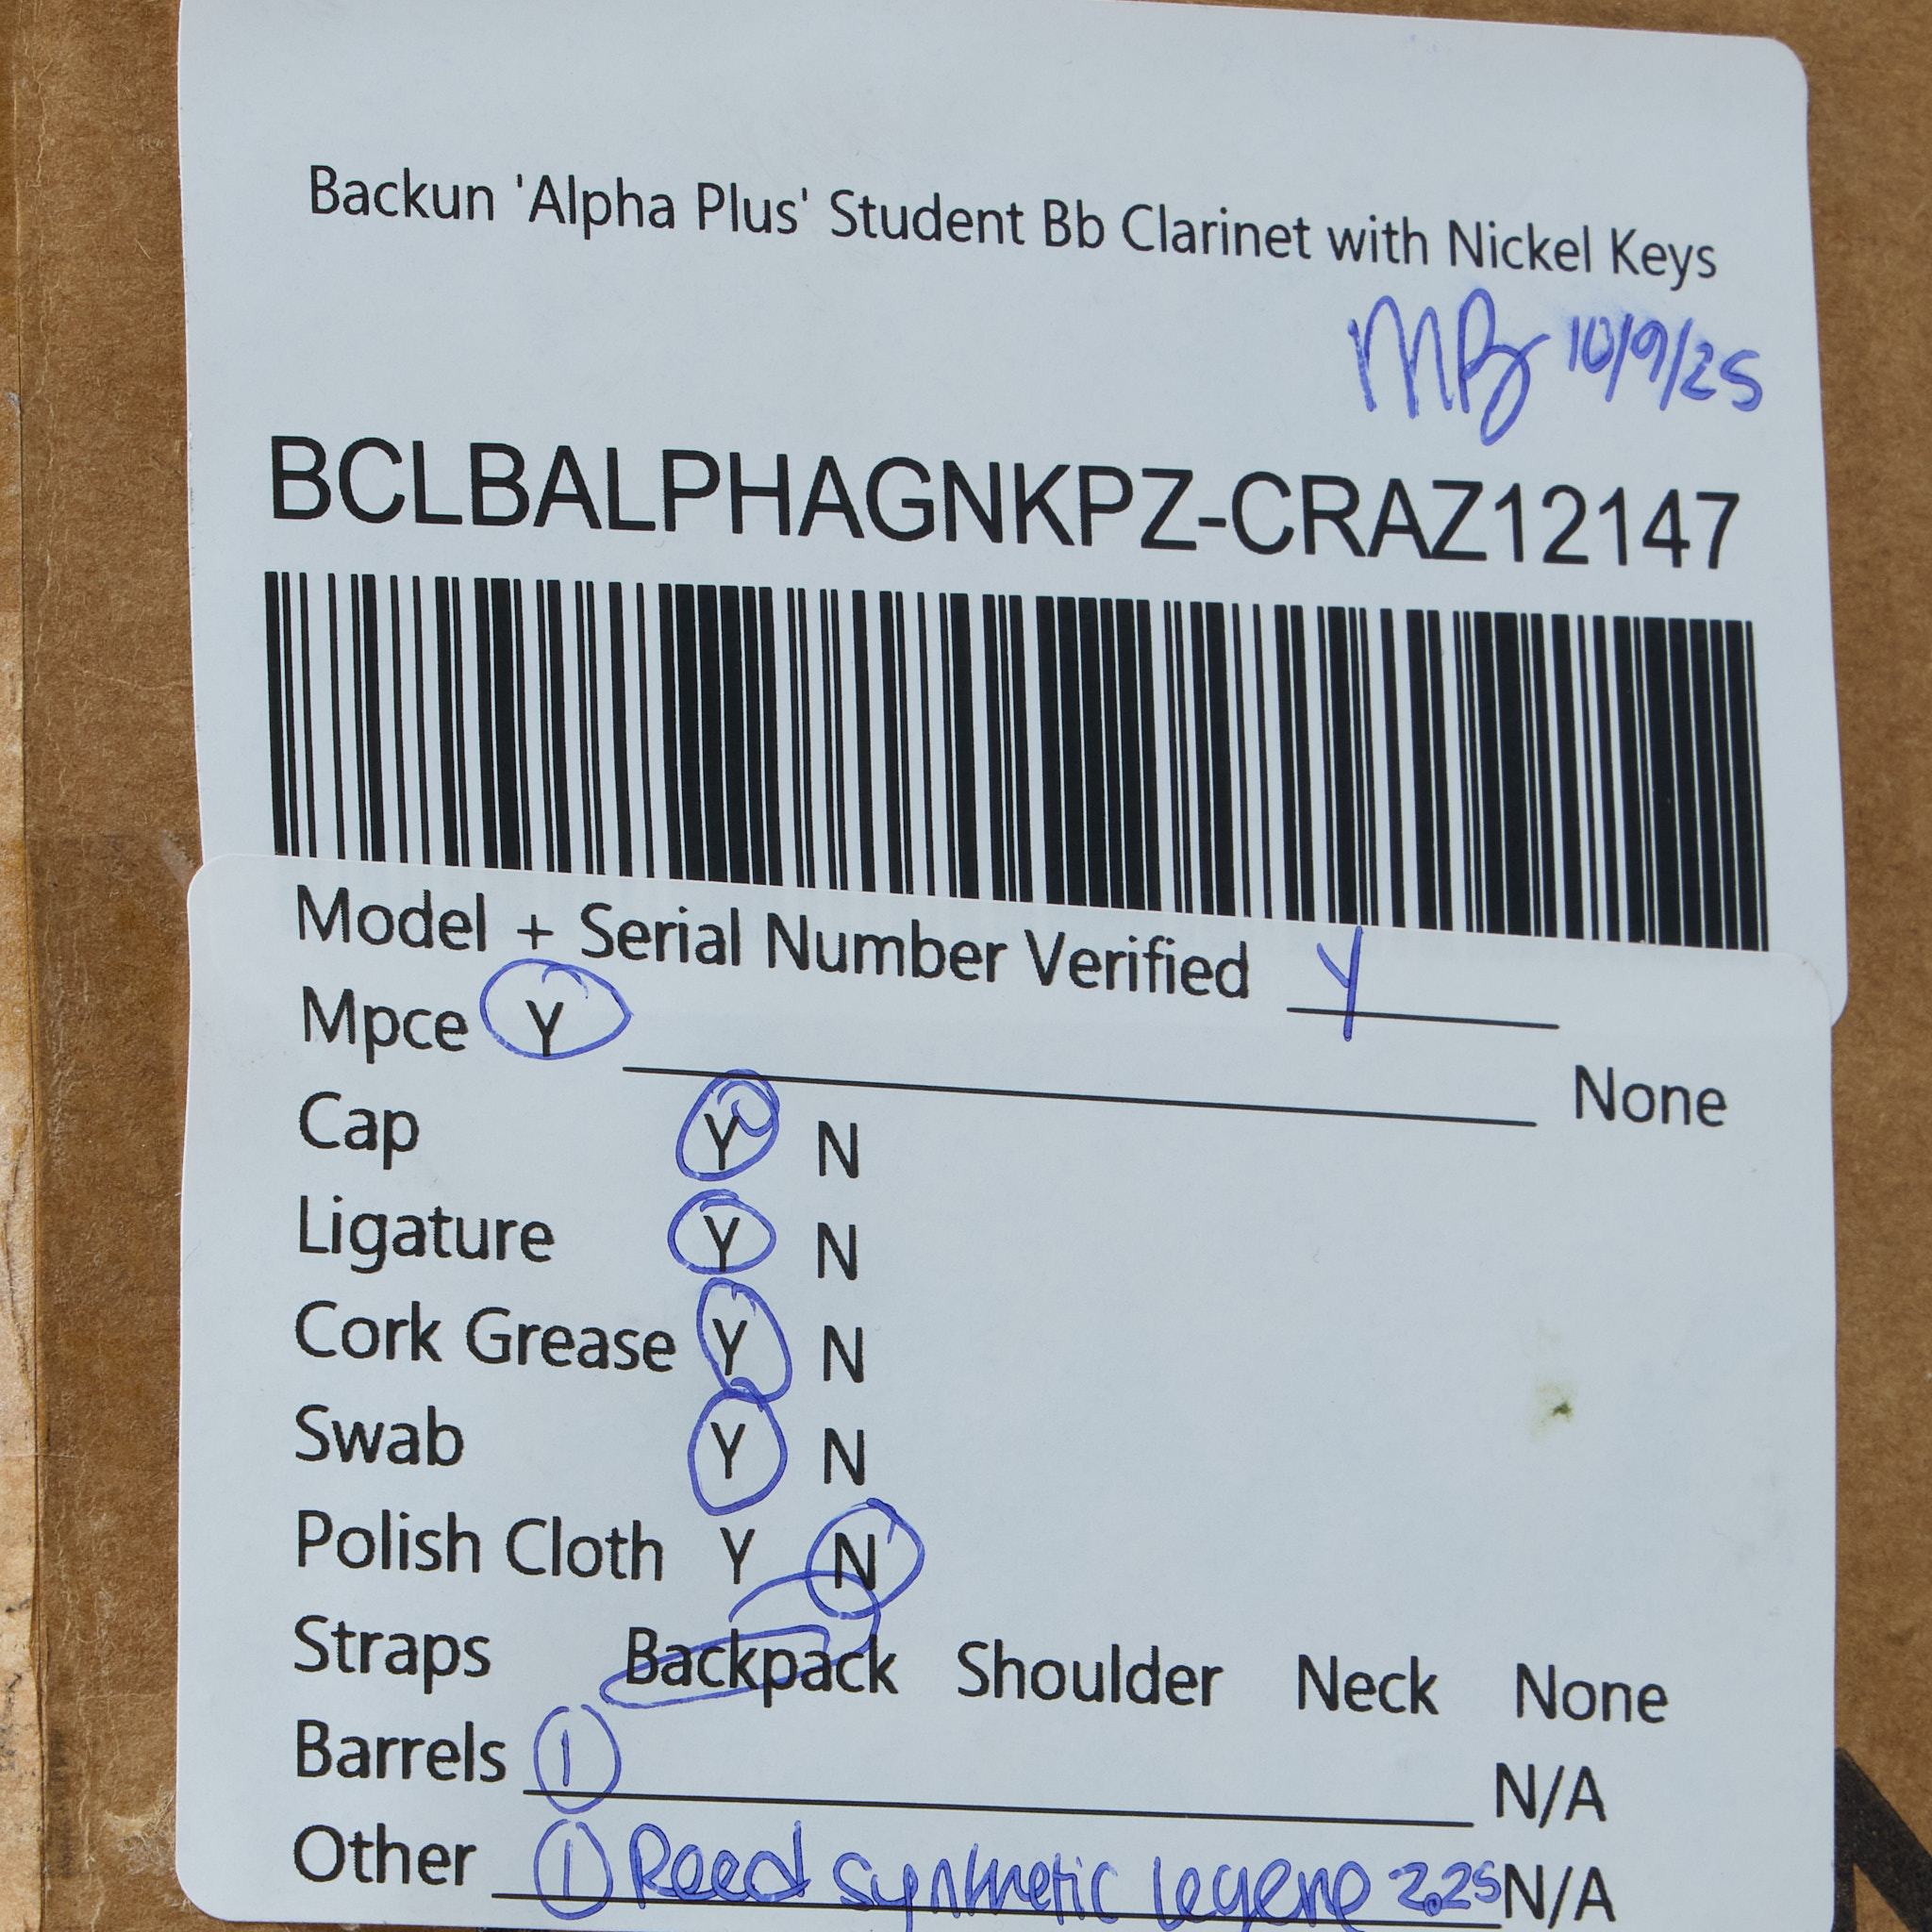 Backun 'Alpha Plus' Student Bb Clarinet with Nickel Keys
MB 10/9/25
BCLBALPHAGNKPZ-CRAZ12147
Model + Serial Number Verified Y
Mpce Y None
Cap Y N
Ligature Y N
Cork Grease Y N
Swab Y N
Polish Cloth Y N
Straps Backpack Shoulder Neck None
Barrels 1 N/A
Other 1 Reed synthetic legere 2.25 N/A